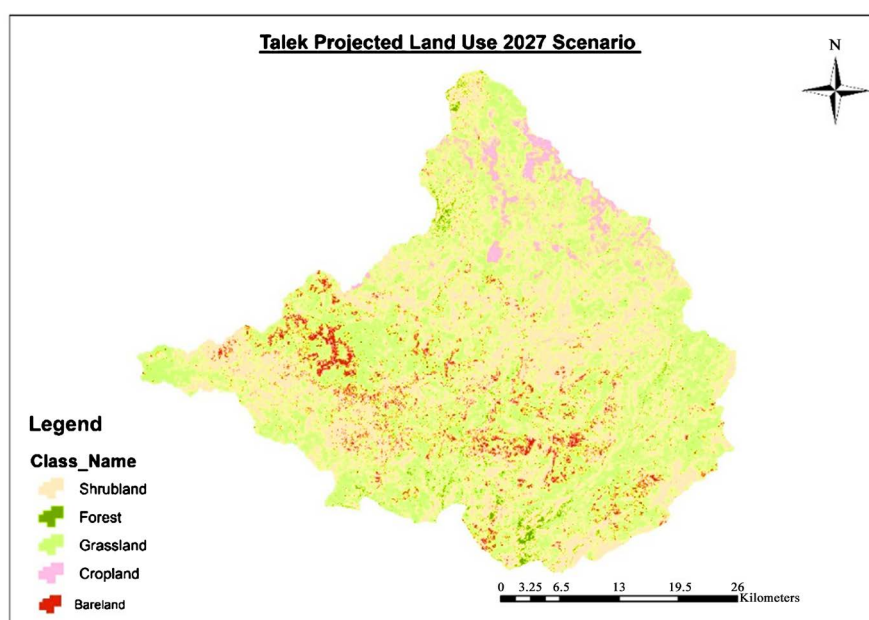 Talek Projected Land Use 2027 Scenario
N
Legend
Class_Name
Shrubland
Forest
Grassland
Cropland
Bareland
0 3.25 6.5 13 19.5 26
Kilometers